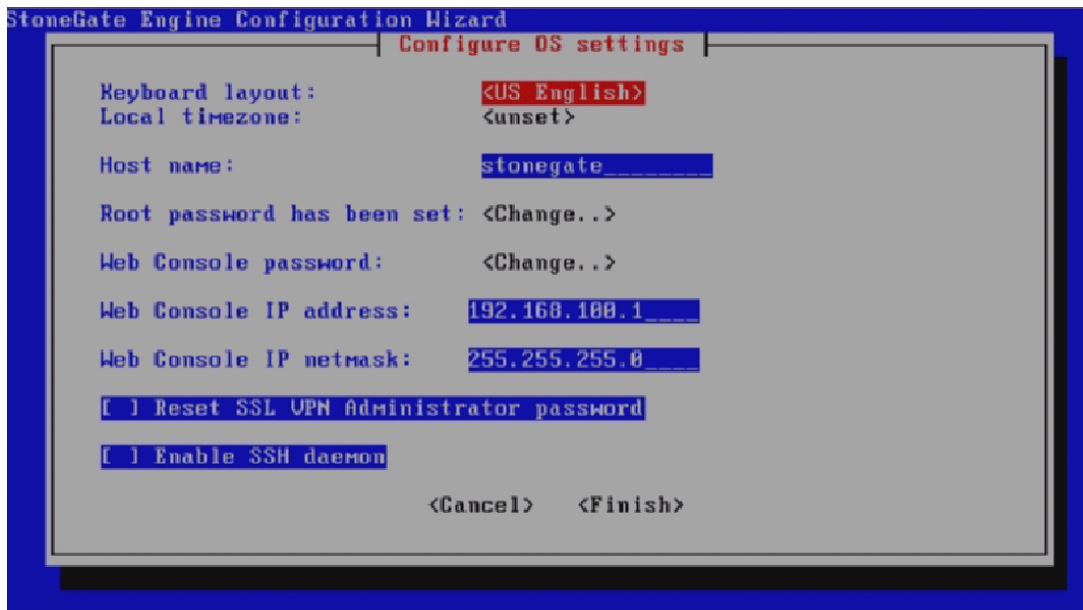 StoneGate Engine Configuration Wizard
Configure OS settings
Keyboard layout: <US English>
Local timezone: <unset>
Host name: stonegate________
Root password has been set: <Change..>
Web Console password: <Change..>
Web Console IP address: 192.168.100.1____
Web Console IP netmask: 255.255.255.0____
[ ] Reset SSL VPN Administrator password
[ ] Enable SSH daemon
<Cancel> <Finish>